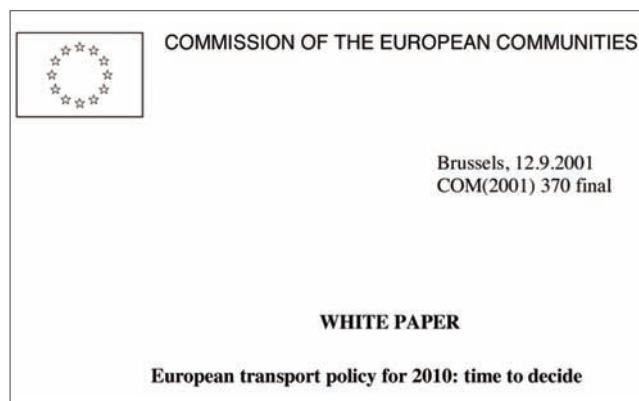 COMMISSION OF THE EUROPEAN COMMUNITIES
Brussels, 12.9.2001
COM(2001) 370 final
WHITE PAPER
European transport policy for 2010: time to decide